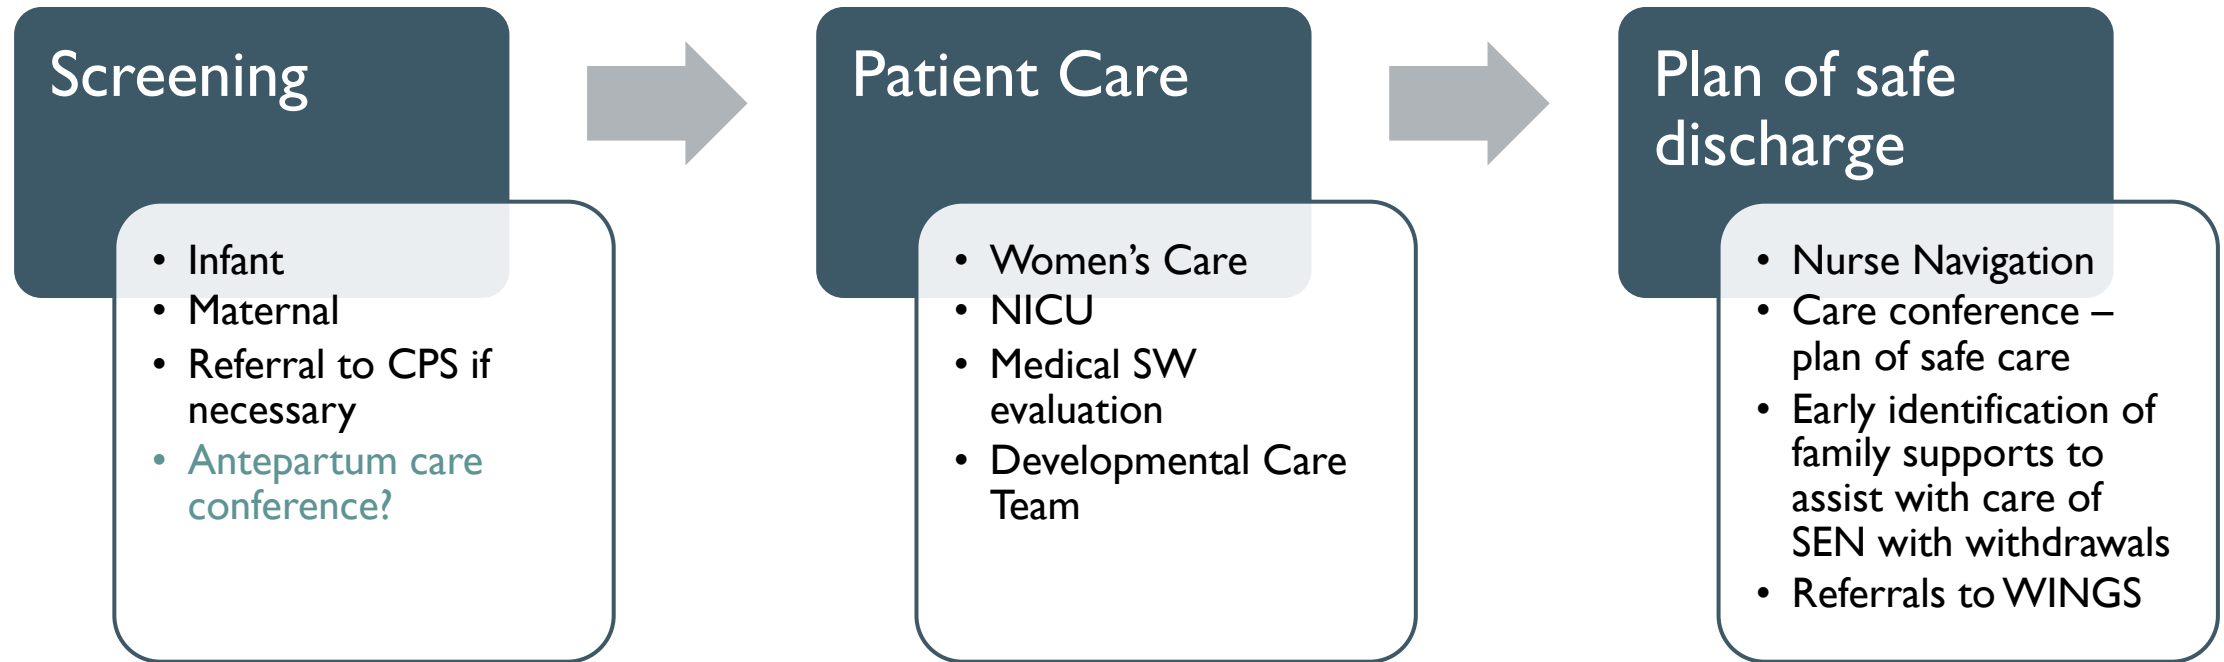 Screening
• Infant
• Maternal
• Referral to CPS if
necessary
• Antepartum care
conference?
Patient Care
• Women’s Care
• NICU
• Medical SW
evaluation
• Developmental Care
Team
Plan of safe
discharge
• Nurse Navigation
• Care conference –
plan of safe care
• Early identification of
family supports to
assist with care of
SEN with withdrawals
• Referrals to WINGS